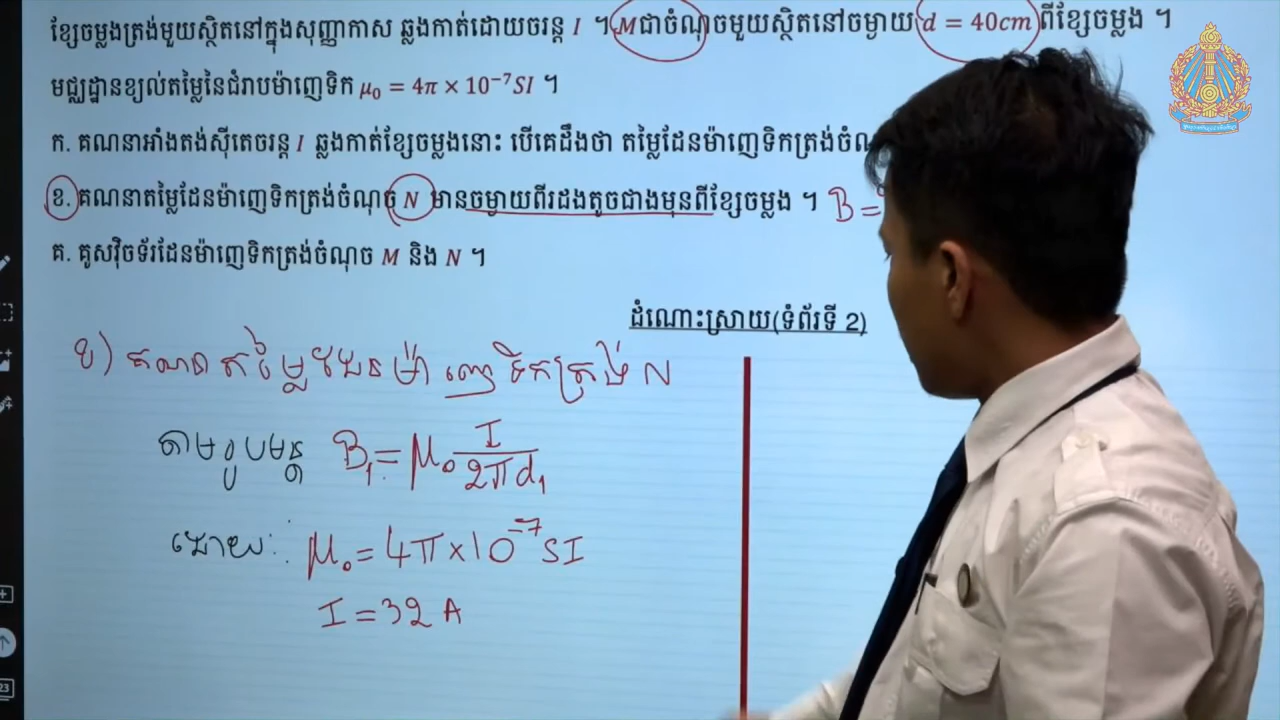 ខ្សែចម្លងត្រង់មួយស្ថិតនៅក្នុងសុញ្ញាកាស ឆ្លងកាត់ដោយចរន្ត I ។ M ជាចំណុចមួយស្ថិតនៅចម្ងាយ d = 40cm ពីខ្សែចម្លង ។
មជ្ឈដ្ឋានខ្យល់តម្លៃនៃជំរាបម៉ាញេទិក μ₀ = 4π × 10⁻⁷SI ។
ក. គណនាអាំងតង់ស៊ីតេចរន្ត I ឆ្លងកាត់ខ្សែចម្លងនោះ បើគេដឹងថា តម្លៃដែនម៉ាញេទិកត្រង់ចំណ
ខ. គណនាតម្លៃដែនម៉ាញេទិកត្រង់ចំណុច N មានចម្ងាយពីរដងតូចជាងមុនពីខ្សែចម្លង ។ B =
គ. គូសវ៉ិចទ័រដែនម៉ាញេទិកត្រង់ចំណុច M និង N ។
ដំណោះស្រាយ(ទំព័រទី 2)
ខ) គណនាតម្លៃដែនម៉ាញេទិកត្រង់ N
តាមរូបមន្ត B₁ = μ₀ I/2πd₁
ដោយ: μ₀ = 4π×10⁻⁷ SI
I = 32 A